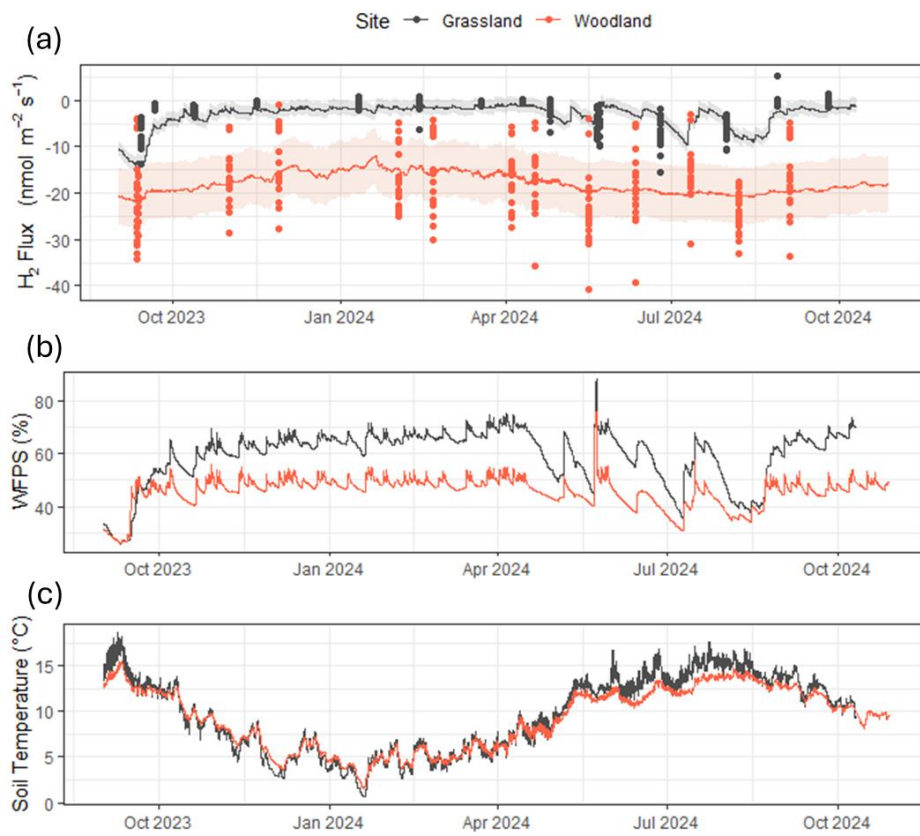 Site Grassland Woodland
(a)
H₂ Flux (nmol m⁻² s⁻¹)
0
-10
-20
-30
-40
Oct 2023 Jan 2024 Apr 2024 Jul 2024 Oct 2024
(b)
WFPS (%)
80
60
40
Oct 2023 Jan 2024 Apr 2024 Jul 2024 Oct 2024
(c)
Soil Temperature (°C)
15
10
5
0
Oct 2023 Jan 2024 Apr 2024 Jul 2024 Oct 2024